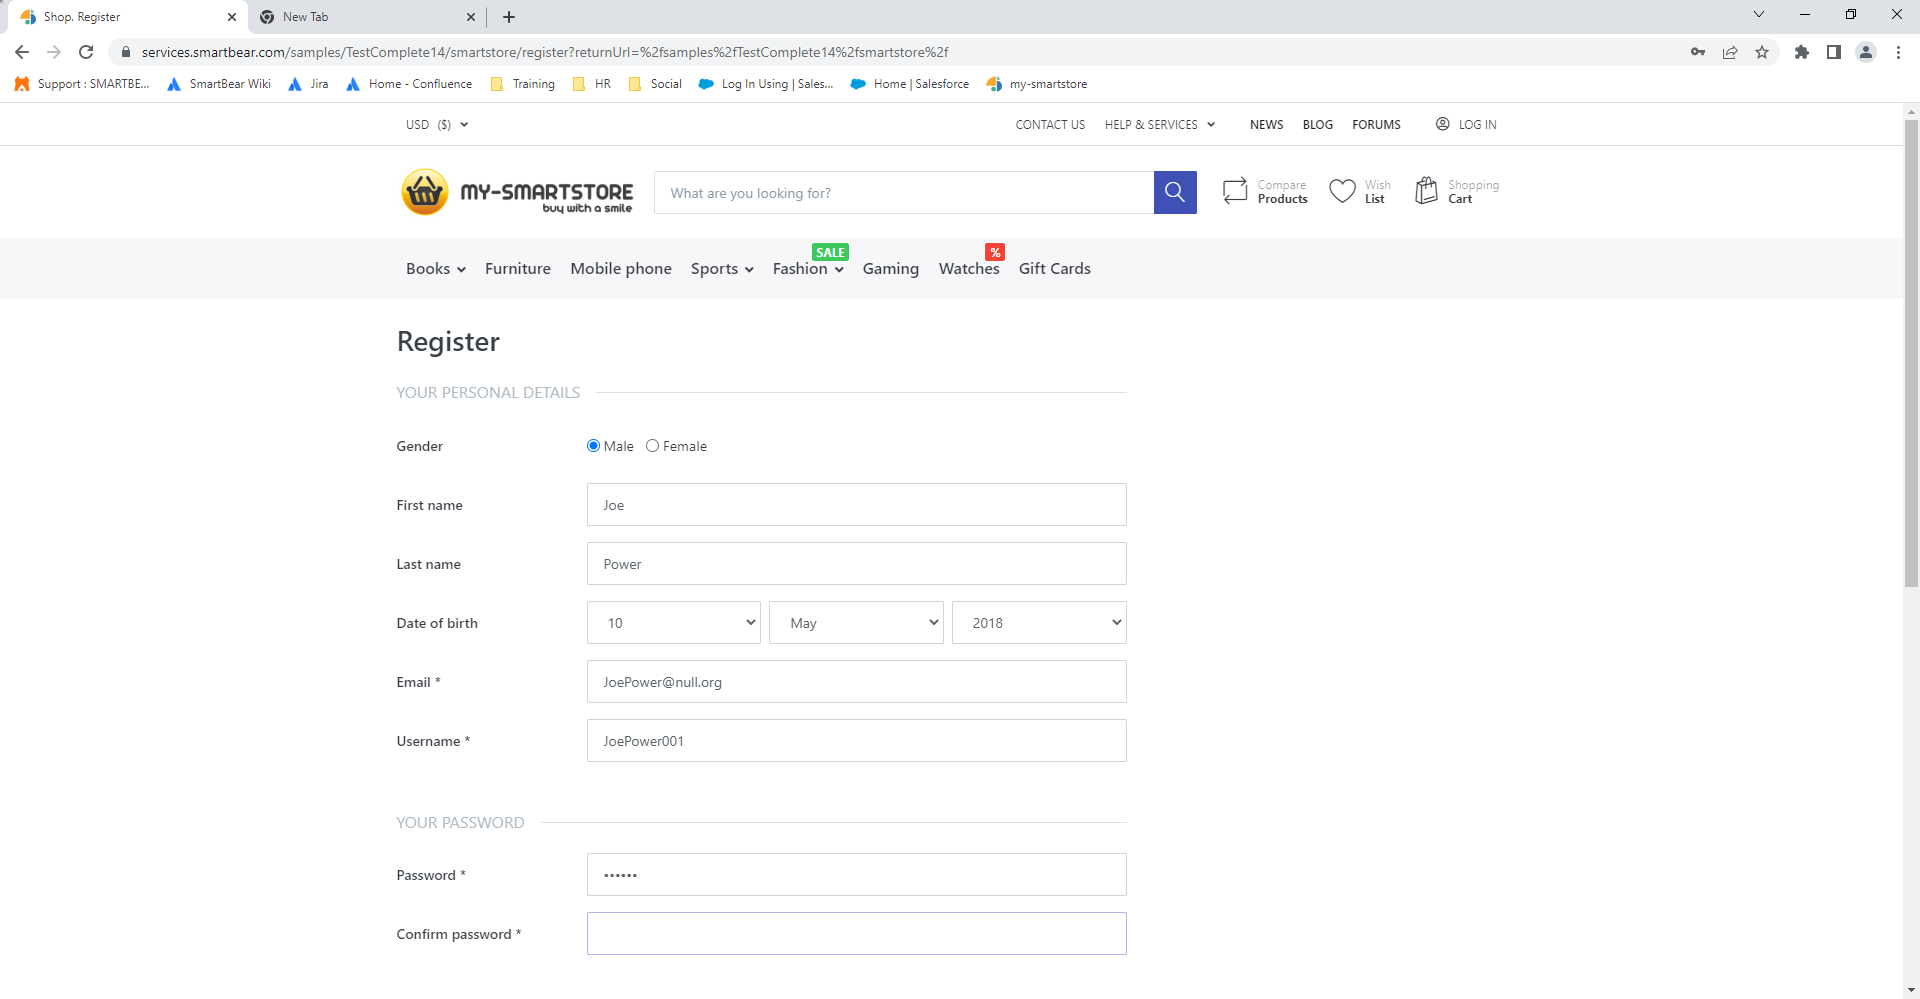 Shop. Register
New Tab
services.smartbear.com/samples/TestComplete14/smartstore/register?returnUrl=%2fsamples%2fTestComplete14%2fsmartstore%2f
Support : SMARTBE... SmartBear Wiki Jira Home - Confluence Training HR Social Log In Using | Sales... Home | Salesforce my-smartstore
USD ($) CONTACT US HELP & SERVICES NEWS BLOG FORUMS LOG IN
MY-SMARTSTORE
buy with a smile
What are you looking for?
Compare
Products
Wish
List
Shopping
Cart
SALE %
Books Furniture Mobile phone Sports Fashion Gaming Watches Gift Cards
Register
YOUR PERSONAL DETAILS
Gender Male Female
First name Joe
Last name Power
Date of birth 10 May 2018
Email * JoePower@null.org
Username * JoePower001
YOUR PASSWORD
Password * ••••••
Confirm password *